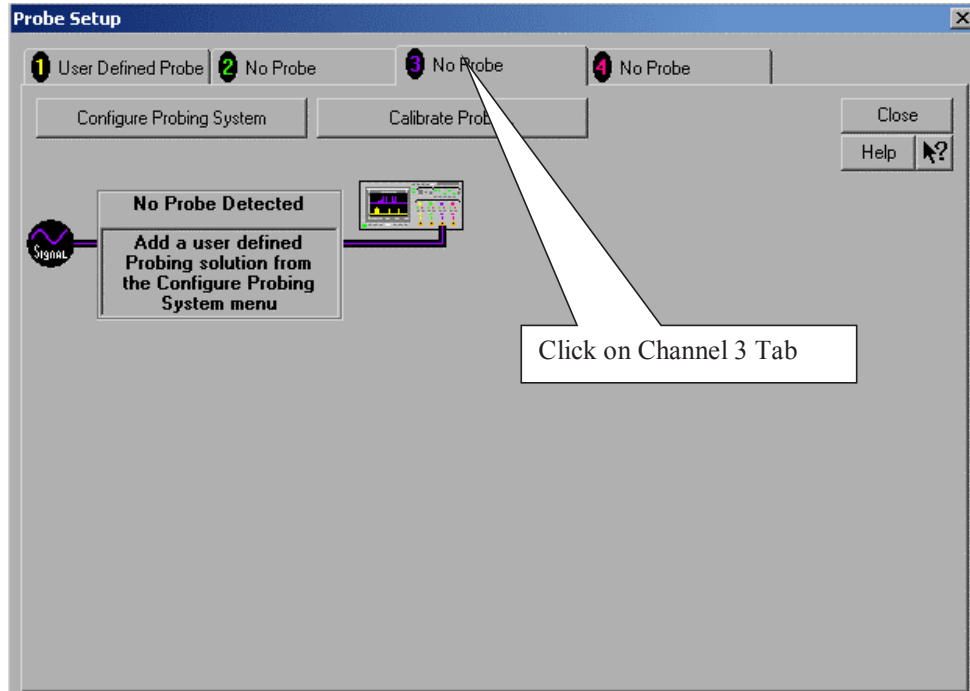 Probe Setup
1 User Defined Probe 2 No Probe 3 No Probe 4 No Probe
Configure Probing System
Close
Help ?
No Probe Detected
Add a user defined
Probing solution from
the Configure Probing
System menu
SIGNAL
Click on Channel 3 Tab